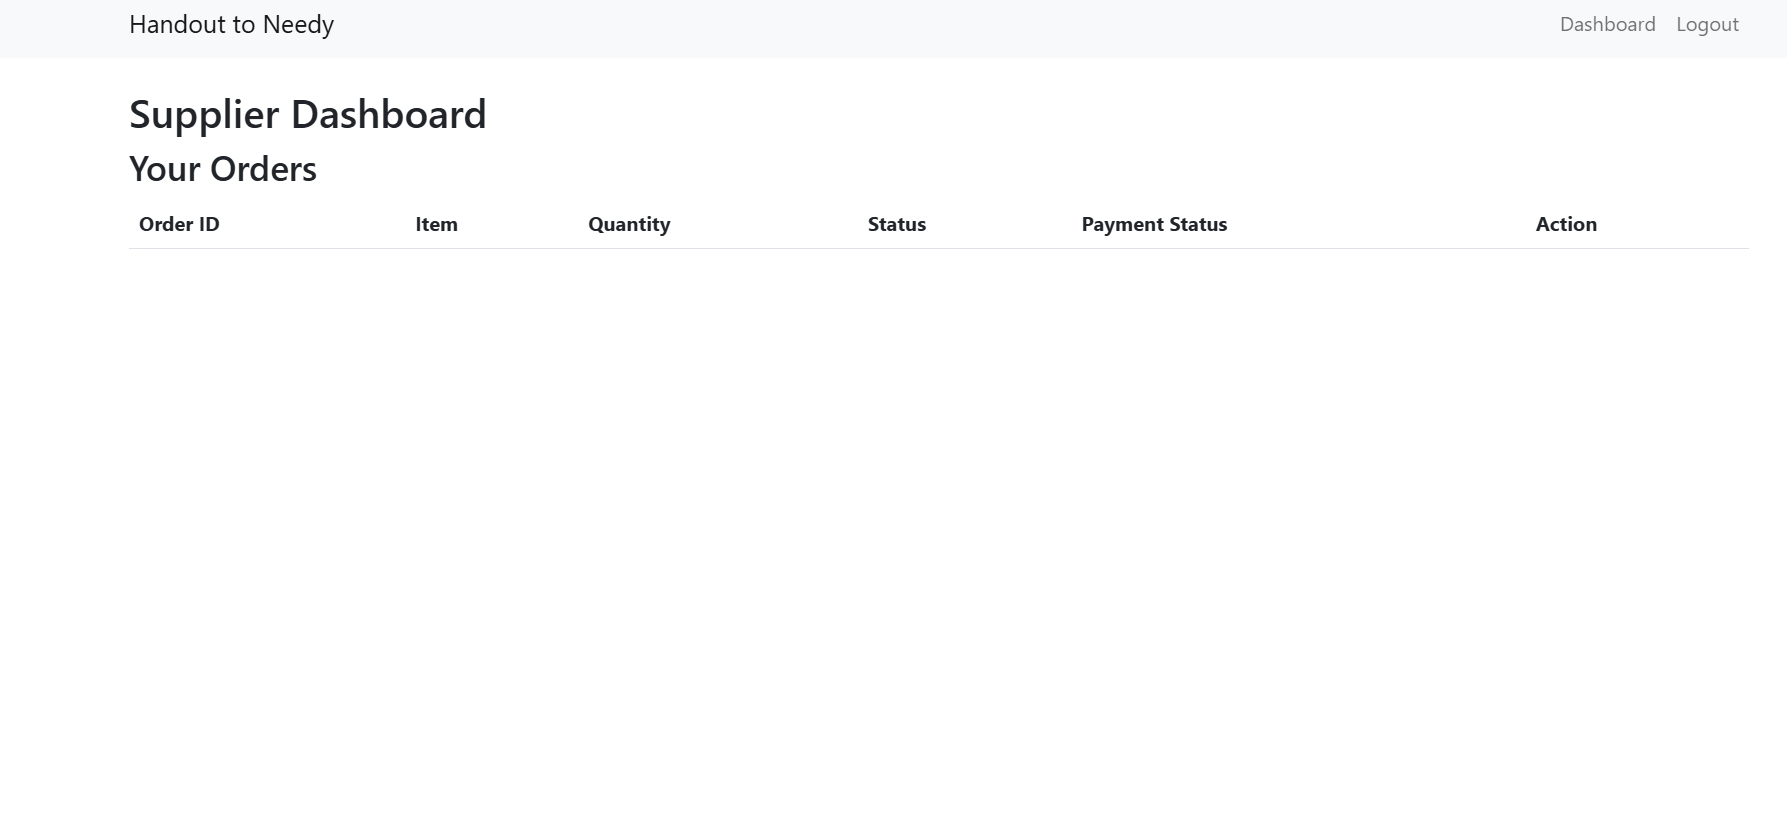 Handout to Needy Dashboard Logout
Supplier Dashboard
Your Orders
Order ID Item Quantity Status Payment Status Action